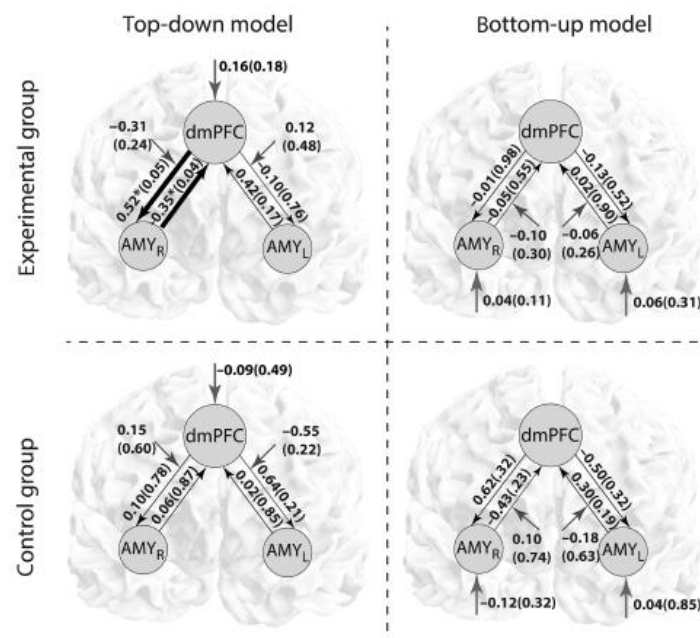 Top-down model
Bottom-up model
Experimental group
0.16(0.18)
dmPFC
−0.31
(0.24)
0.12
(0.48)
0.52*(0.05)
−0.35*(0.04)
−0.10(0.76)
0.42(0.17)
AMYR
AMYL
dmPFC
−0.01(0.98)
−0.05(0.55)
−0.13(0.52)
0.02(0.90)
AMYR
−0.10
(0.30)
−0.06
(0.26)
AMYL
0.04(0.11)
0.06(0.31)
Control group
−0.09(0.49)
dmPFC
0.15
(0.60)
−0.55
(0.22)
0.10(0.78)
0.06(0.87)
0.64(0.21)
0.02(0.85)
AMYR
AMYL
dmPFC
0.62(.32)
−0.43(.23)
−0.50(0.32)
0.30(0.19)
AMYR
0.10
(0.74)
−0.18
(0.63)
AMYL
−0.12(0.32)
0.04(0.85)